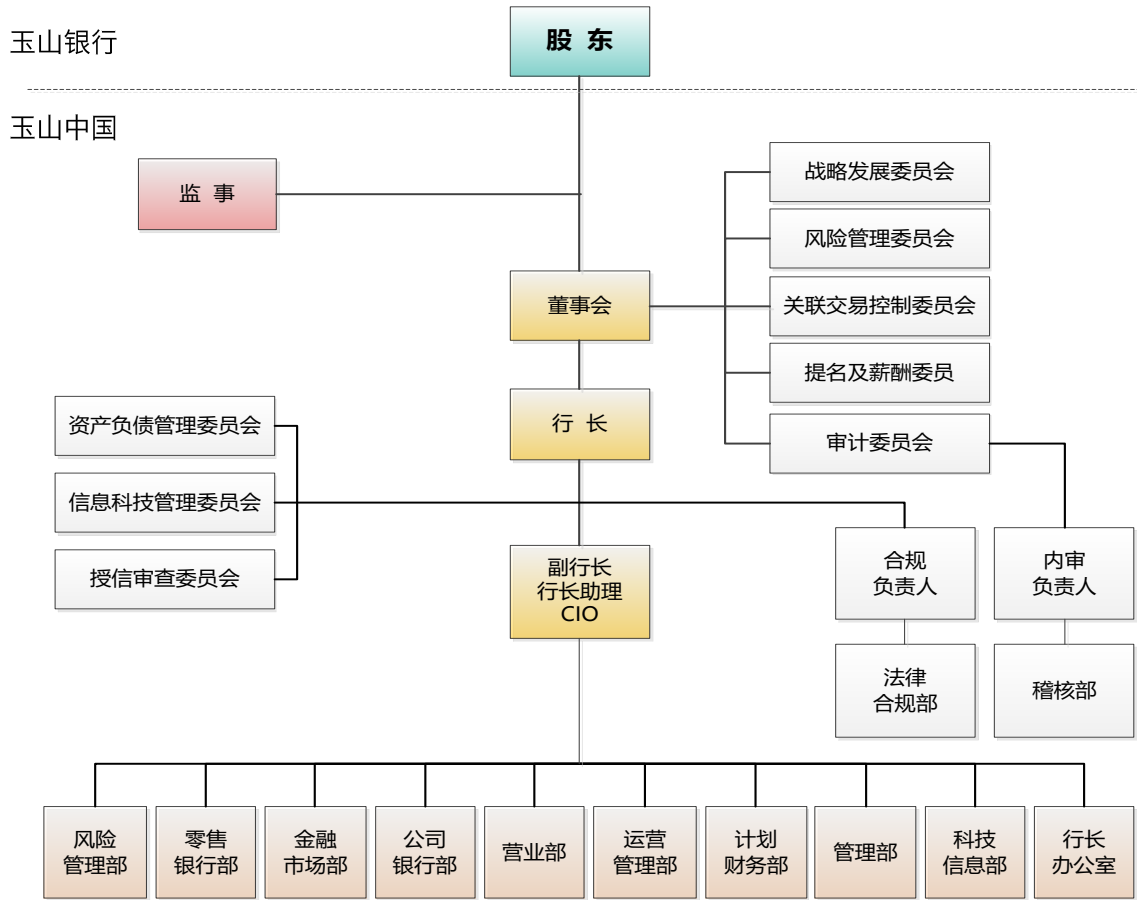 玉山银行
股 东
玉山中国
监 事
战略发展委员会
风险管理委员会
董事会
关联交易控制委员会
提名及薪酬委员
行 长
资产负债管理委员会
审计委员会
信息科技管理委员会
副行长
行长助理
CIO
授信审查委员会
合规
负责人
内审
负责人
法律
合规部
稽核部
风险
管理部
零售
银行部
金融
市场部
公司
银行部
营业部
运营
管理部
计划
财务部
管理部
科技
信息部
行长
办公室